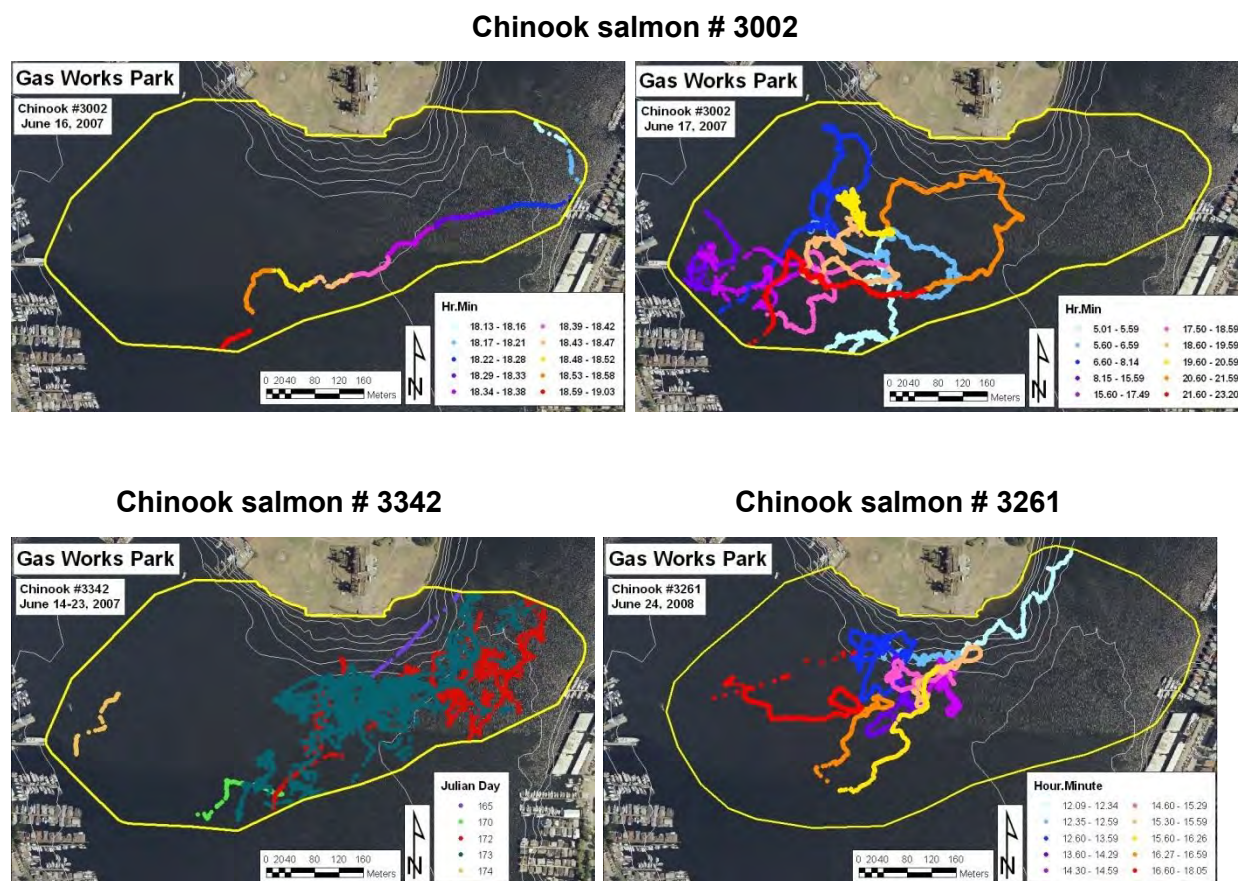 Chinook salmon # 3002
Gas Works Park,
Chinook #3002
June 16, 2007
Hr.Min
18.13 - 18.16
18.39 - 18.42
18.17 - 18.21
18.43 - 18.47
18.22 - 18.28
18.48 - 18.52
18.29 - 18.33
18.53 - 18.58
18.34 - 18.38
18.59 - 19.03
0 20 40 80 120 160
Meters
N
Gas Works Park
Chinook #3002
June 17, 2007
Hr.Min
5.01 - 5.59
17.50 - 18.59
5.60 - 6.59
18.60 - 19.59
6.60 - 8.14
19.60 - 20.59
8.15 - 15.59
20.60 - 21.59
15.60 - 17.49
21.60 - 23.20
0 20 40 80 120 160
Meters
N
Chinook salmon # 3342
Gas Works Park,
Chinook #3342
June 14-23, 2007
Julian Day
165
170
172
173
174
0 20 40 80 120 160
Meters
N
Chinook salmon # 3261
Gas Works Park,
Chinook #3261
June 24, 2008
Hour.Minute
12.09 - 12.34
14.60 - 15.29
12.35 - 12.59
15.30 - 15.59
12.60 - 13.59
15.60 - 16.26
13.60 - 14.29
16.27 - 16.59
14.30 - 14.59
16.60 - 18.05
0 20 40 80 120 160
Meters
N